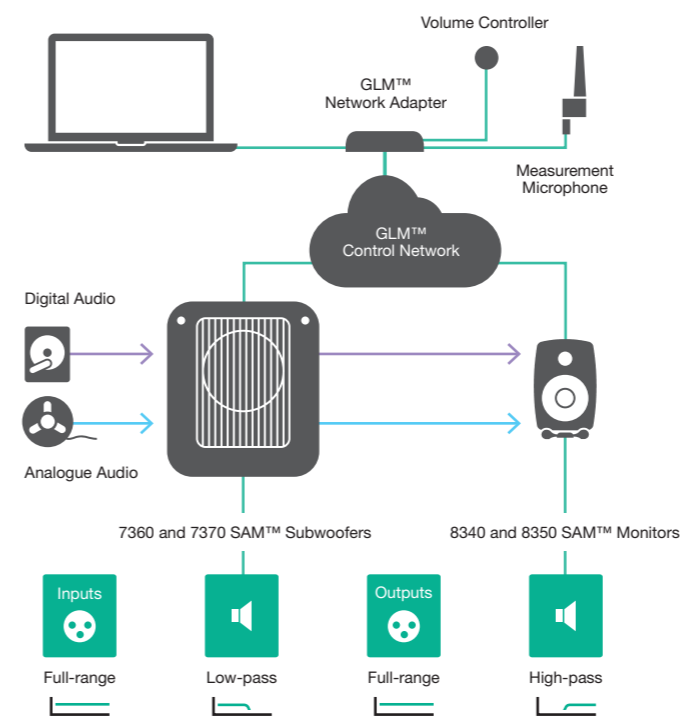 Volume Controller
GLM™
Network Adapter
Measurement
Microphone
GLM™
Control Network
Digital Audio
Analogue Audio
7360 and 7370 SAM™ Subwoofers
8340 and 8350 SAM™ Monitors
Inputs
Outputs
Full-range
Low-pass
Full-range
High-pass